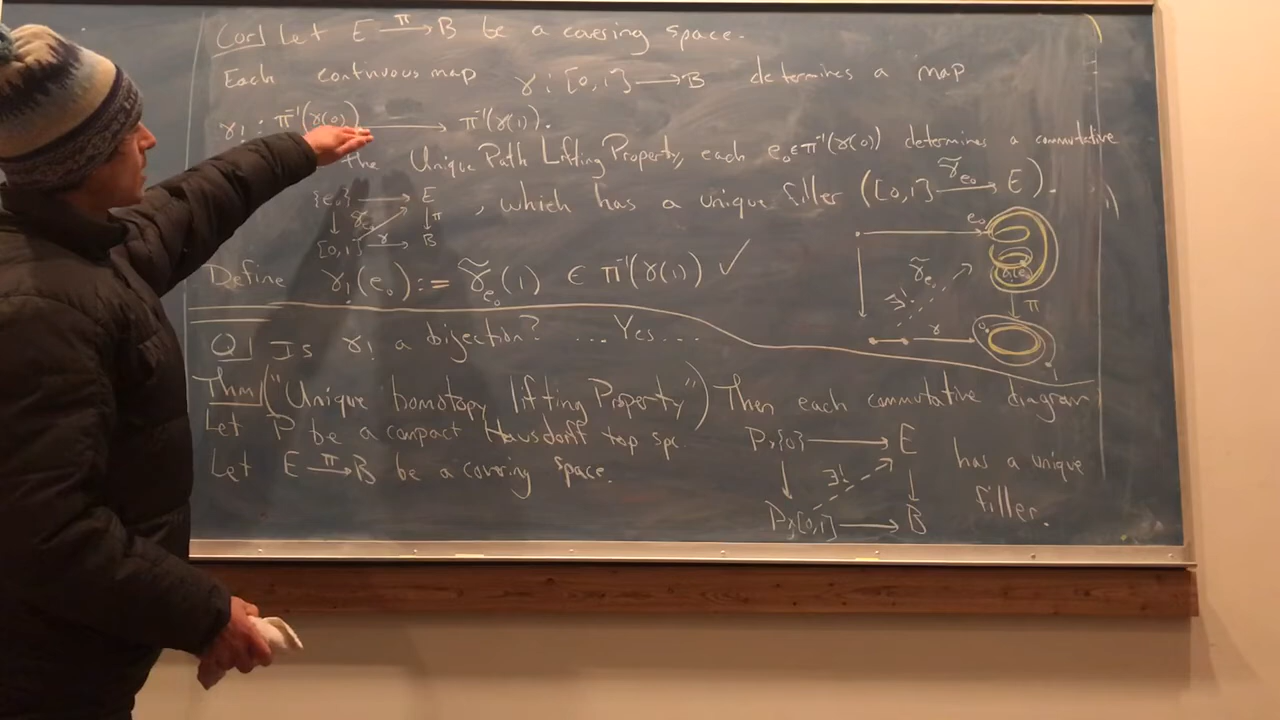 Cor| Let E —π→ B be a covering space.
Each continuous map γ : [0,1] → B determines a map
γ! : π⁻¹(γ(0)) → π⁻¹(γ(1)).
the Unique Path Lifting Property, each e₀ ∈ π⁻¹(γ(0)) determines a commutative
{e₀} → E
↓ γ̃e₀ ↓π , which has a unique filler ([0,1] —γ̃e₀→ E).
[0,1] —γ→ B
e₀
γ̃e₀
∃!
π
γ
Define γ!(e₀) := γ̃e₀(1) ∈ π⁻¹(γ(1)) ✓
Q| Is γ! a bijection? ... Yes...
Thm| ("Unique homotopy lifting Property") Then each commutative diagram
Let P be a compact Hausdorff top spc.
Let E —π→ B be a covering space.
P×{0} → E
↓ ∃! ↓
P×[0,1] → B
has a unique
filler.